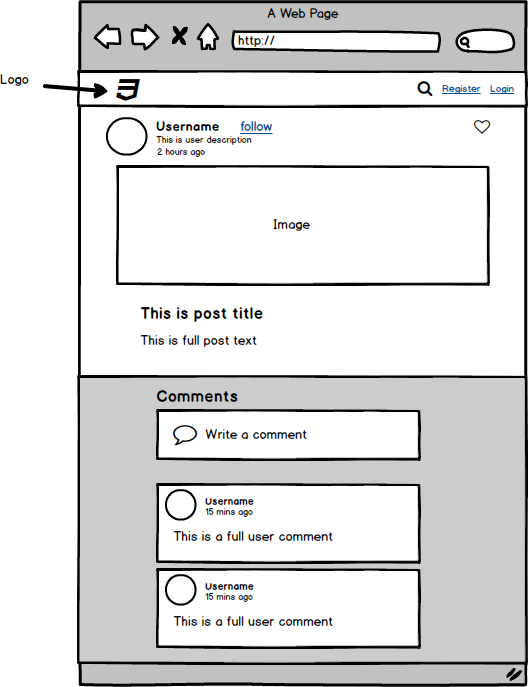 A Web Page
http://
Logo
Register Login
Username follow
This is user description
2 hours ago
Image
This is post title
This is full post text
Comments
Write a comment
Username
15 mins ago
This is a full user comment
Username
15 mins ago
This is a full user comment